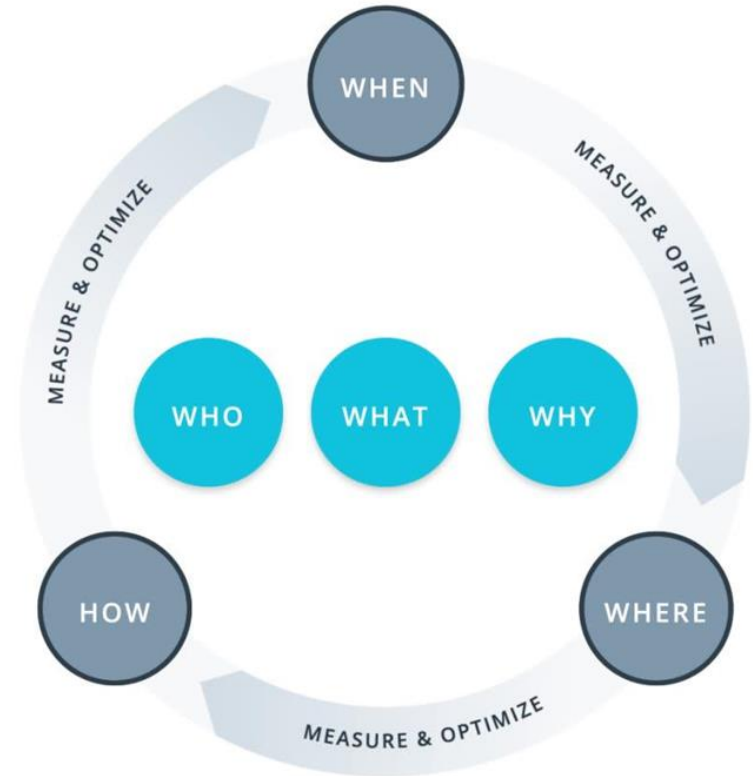 WHEN
MEASURE & OPTIMIZE
MEASURE & OPTIMIZE
WHO
WHAT
WHY
HOW
WHERE
MEASURE & OPTIMIZE